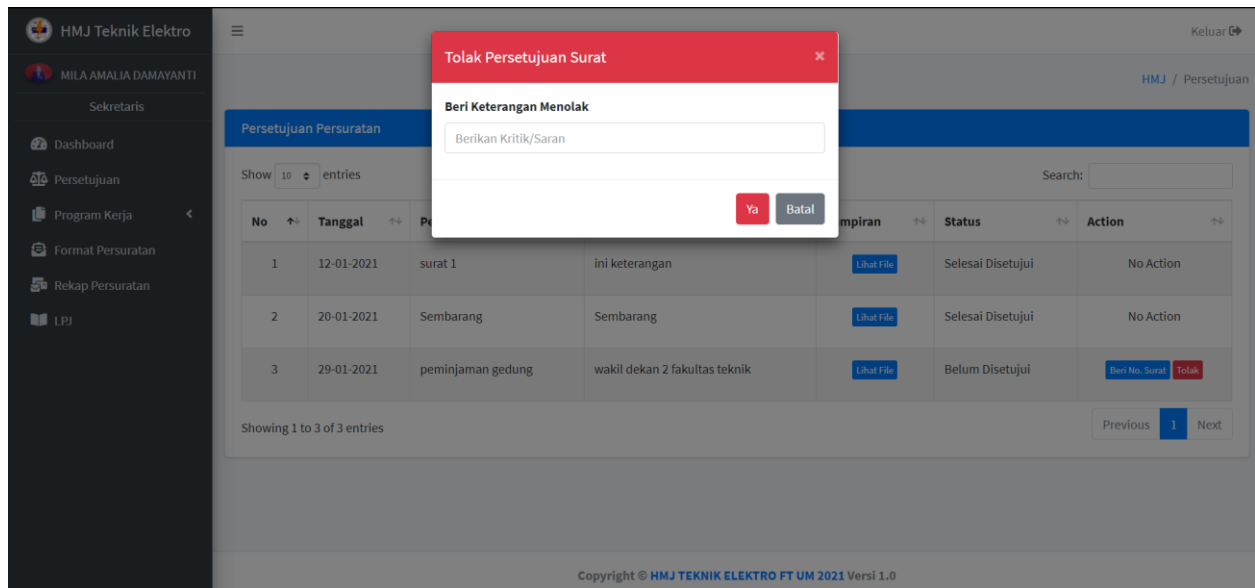 HMJ Teknik Elektro
Keluar
MILA AMALIA DAMAYANTI
Sekretaris
Dashboard
Persetujuan
Program Kerja
Format Persuratan
Rekap Persuratan
LPJ
HMJ / Persetujuan
Tolak Persetujuan Surat ×
Beri Keterangan Menolak
Berikan Kritik/Saran
Ya Batal
Persetujuan Persuratan
Show 10 entries Search:
No Tanggal Pe mpiran Status Action
1 12-01-2021 surat 1 ini keterangan Lihat File Selesai Disetujui No Action
2 20-01-2021 Sembarang Sembarang Lihat File Selesai Disetujui No Action
3 29-01-2021 peminjaman gedung wakil dekan 2 fakultas teknik Lihat File Belum Disetujui Beri No. Surat Tolak
Showing 1 to 3 of 3 entries Previous 1 Next
Copyright © HMJ TEKNIK ELEKTRO FT UM 2021 Versi 1.0